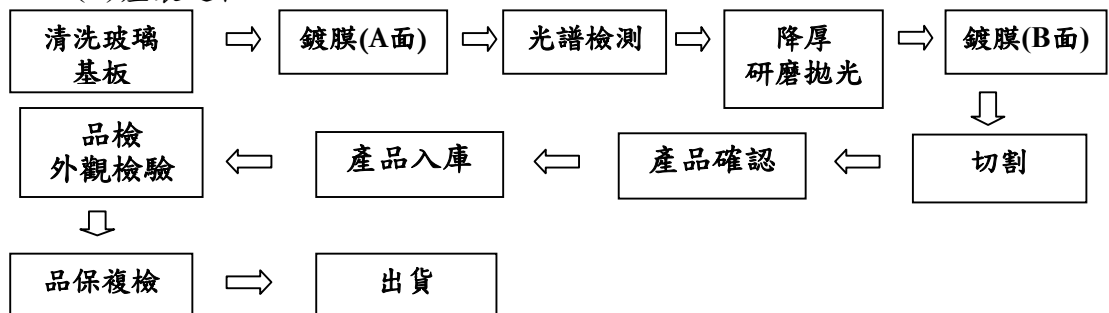 清洗玻璃
基板
鍍膜(A面)
光譜檢測
降厚
研磨拋光
鍍膜(B面)
切割
產品確認
產品入庫
品檢
外觀檢驗
品保複檢
出貨